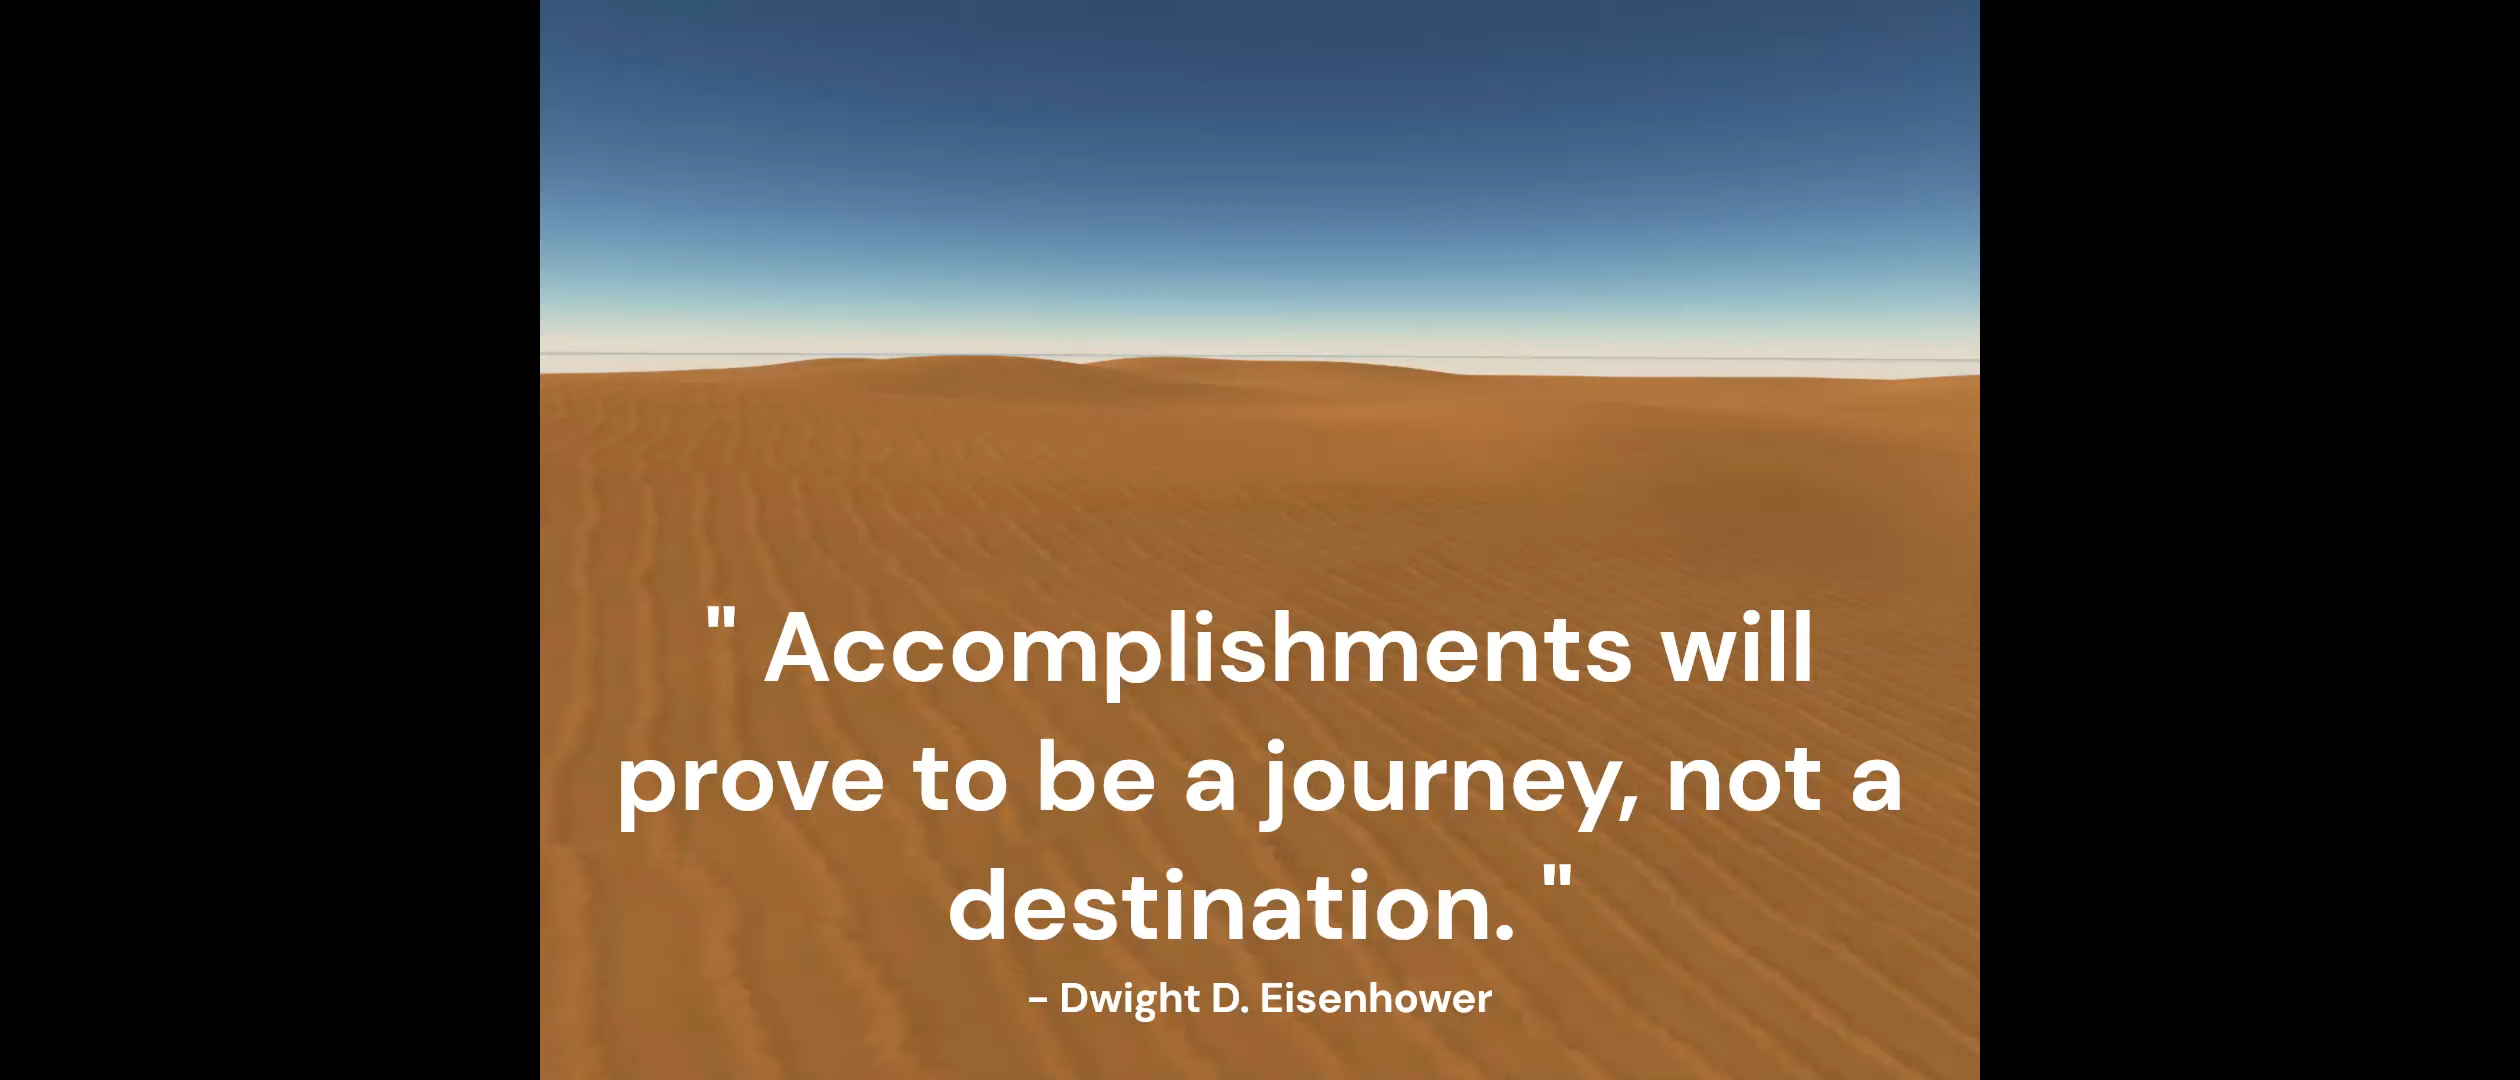 " Accomplishments will
prove to be a journey, not a
destination. "
- Dwight D. Eisenhower